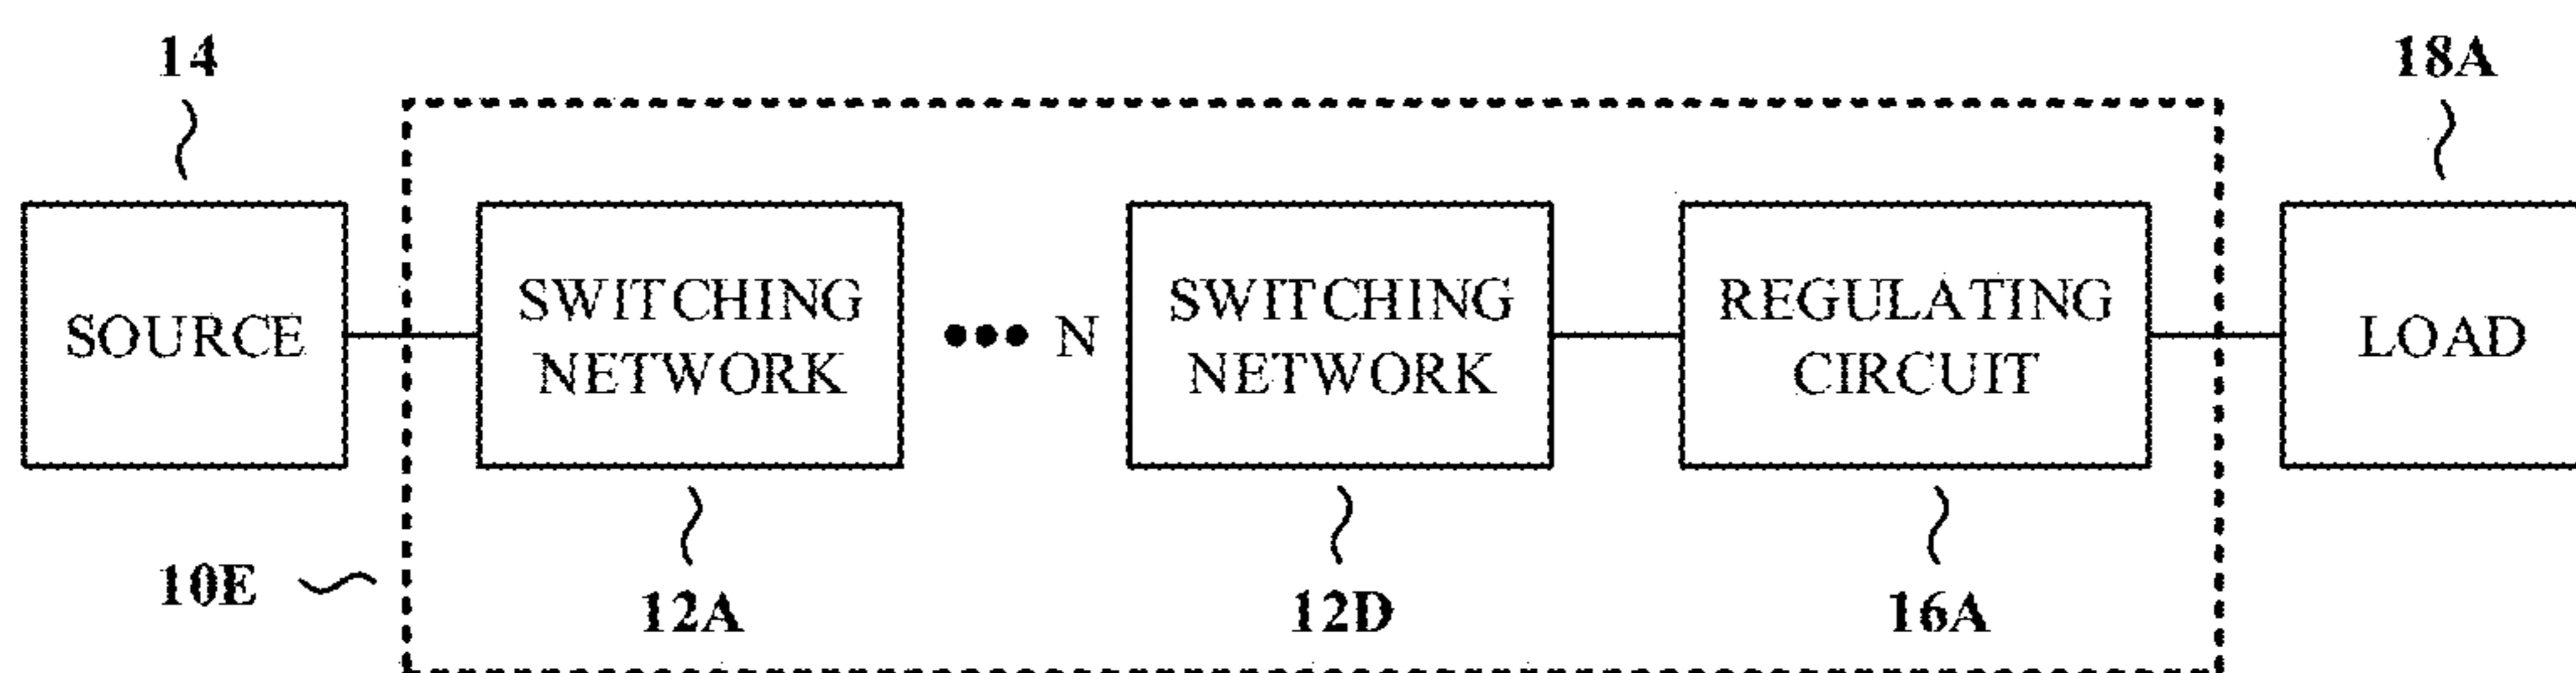 14
18A
SOURCE
SWITCHING
NETWORK
••• N
SWITCHING
NETWORK
REGULATING
CIRCUIT
LOAD
10E
12A
12D
16A